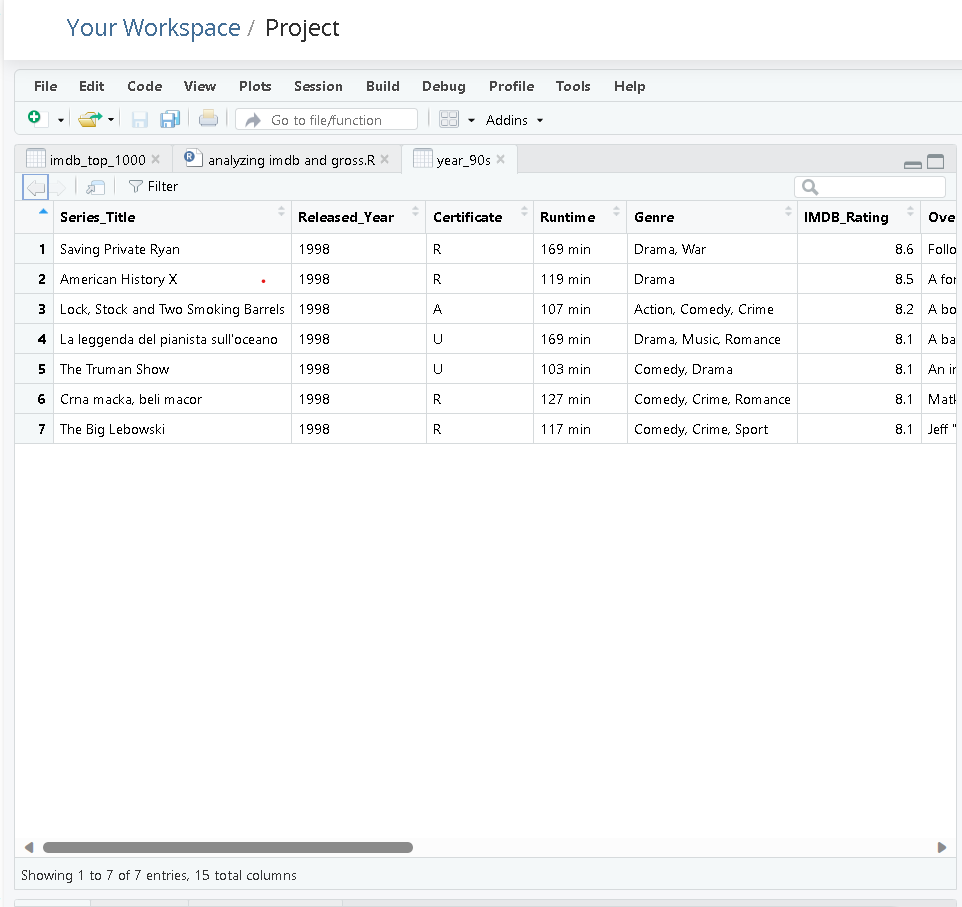 Your Workspace / Project
File Edit Code View Plots Session Build Debug Profile Tools Help
Go to file/function Addins
imdb_top_1000 analyzing imdb and gross.R year_90s
Filter
Series_Title Released_Year Certificate Runtime Genre IMDB_Rating Ove
1 Saving Private Ryan 1998 R 169 min Drama, War 8.6 Follo
2 American History X 1998 R 119 min Drama 8.5 A for
3 Lock, Stock and Two Smoking Barrels 1998 A 107 min Action, Comedy, Crime 8.2 A bo
4 La leggenda del pianista sull'oceano 1998 U 169 min Drama, Music, Romance 8.1 A ba
5 The Truman Show 1998 U 103 min Comedy, Drama 8.1 An in
6 Crna macka, beli macor 1998 R 127 min Comedy, Crime, Romance 8.1 Matk
7 The Big Lebowski 1998 R 117 min Comedy, Crime, Sport 8.1 Jeff "
Showing 1 to 7 of 7 entries, 15 total columns